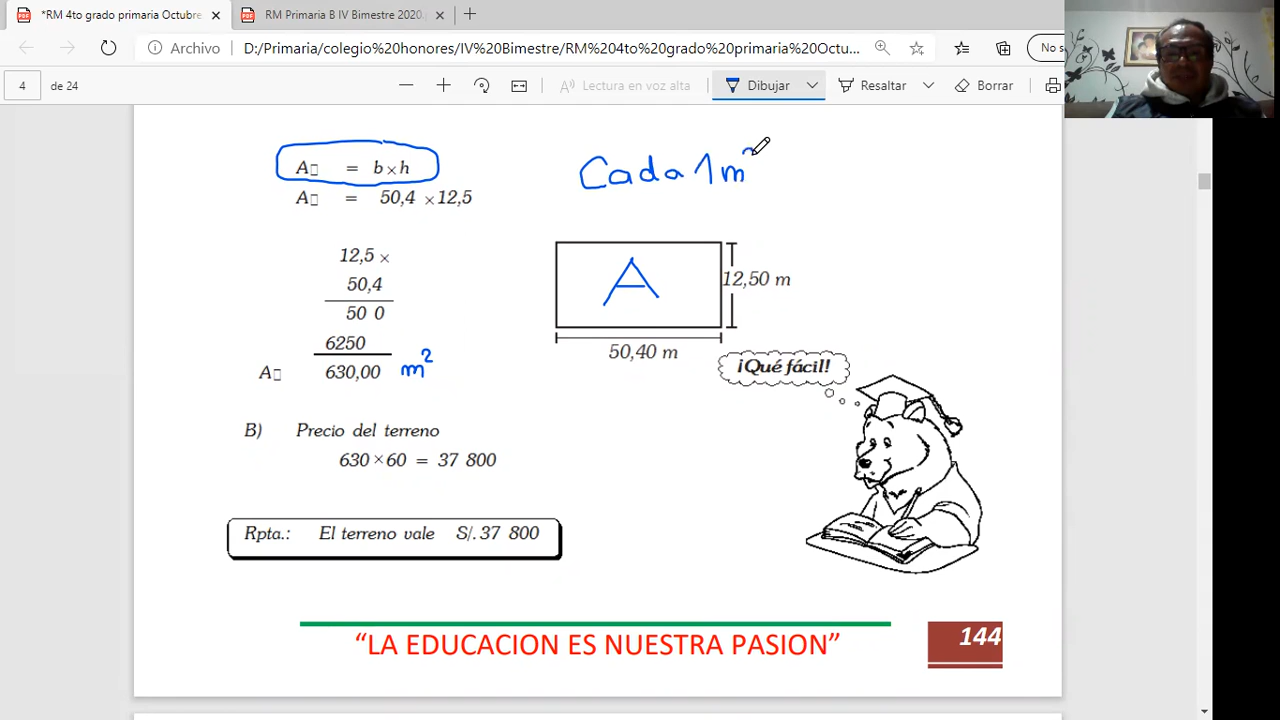 *RM 4to grado primaria Octubre
RM Primaria B IV Bimestre 2020.
Archivo
D:/Primaria/colegio%20honores/IV%20Bimestre/RM%204to%20grado%20primaria%20Octu...
No s
4
de 24
Lectura en voz alta
Dibujar
Resaltar
Borrar
A▯ = b×h
A▯ = 50,4 ×12,5
Cada 1 m
12,5 ×
50,4
50 0
6250
A▯ 630,00 m²
A
12,50 m
50,40 m
¡Qué fácil!
B) Precio del terreno
630×60 = 37 800
Rpta.: El terreno vale S/.37 800
“LA EDUCACION ES NUESTRA PASION”
144